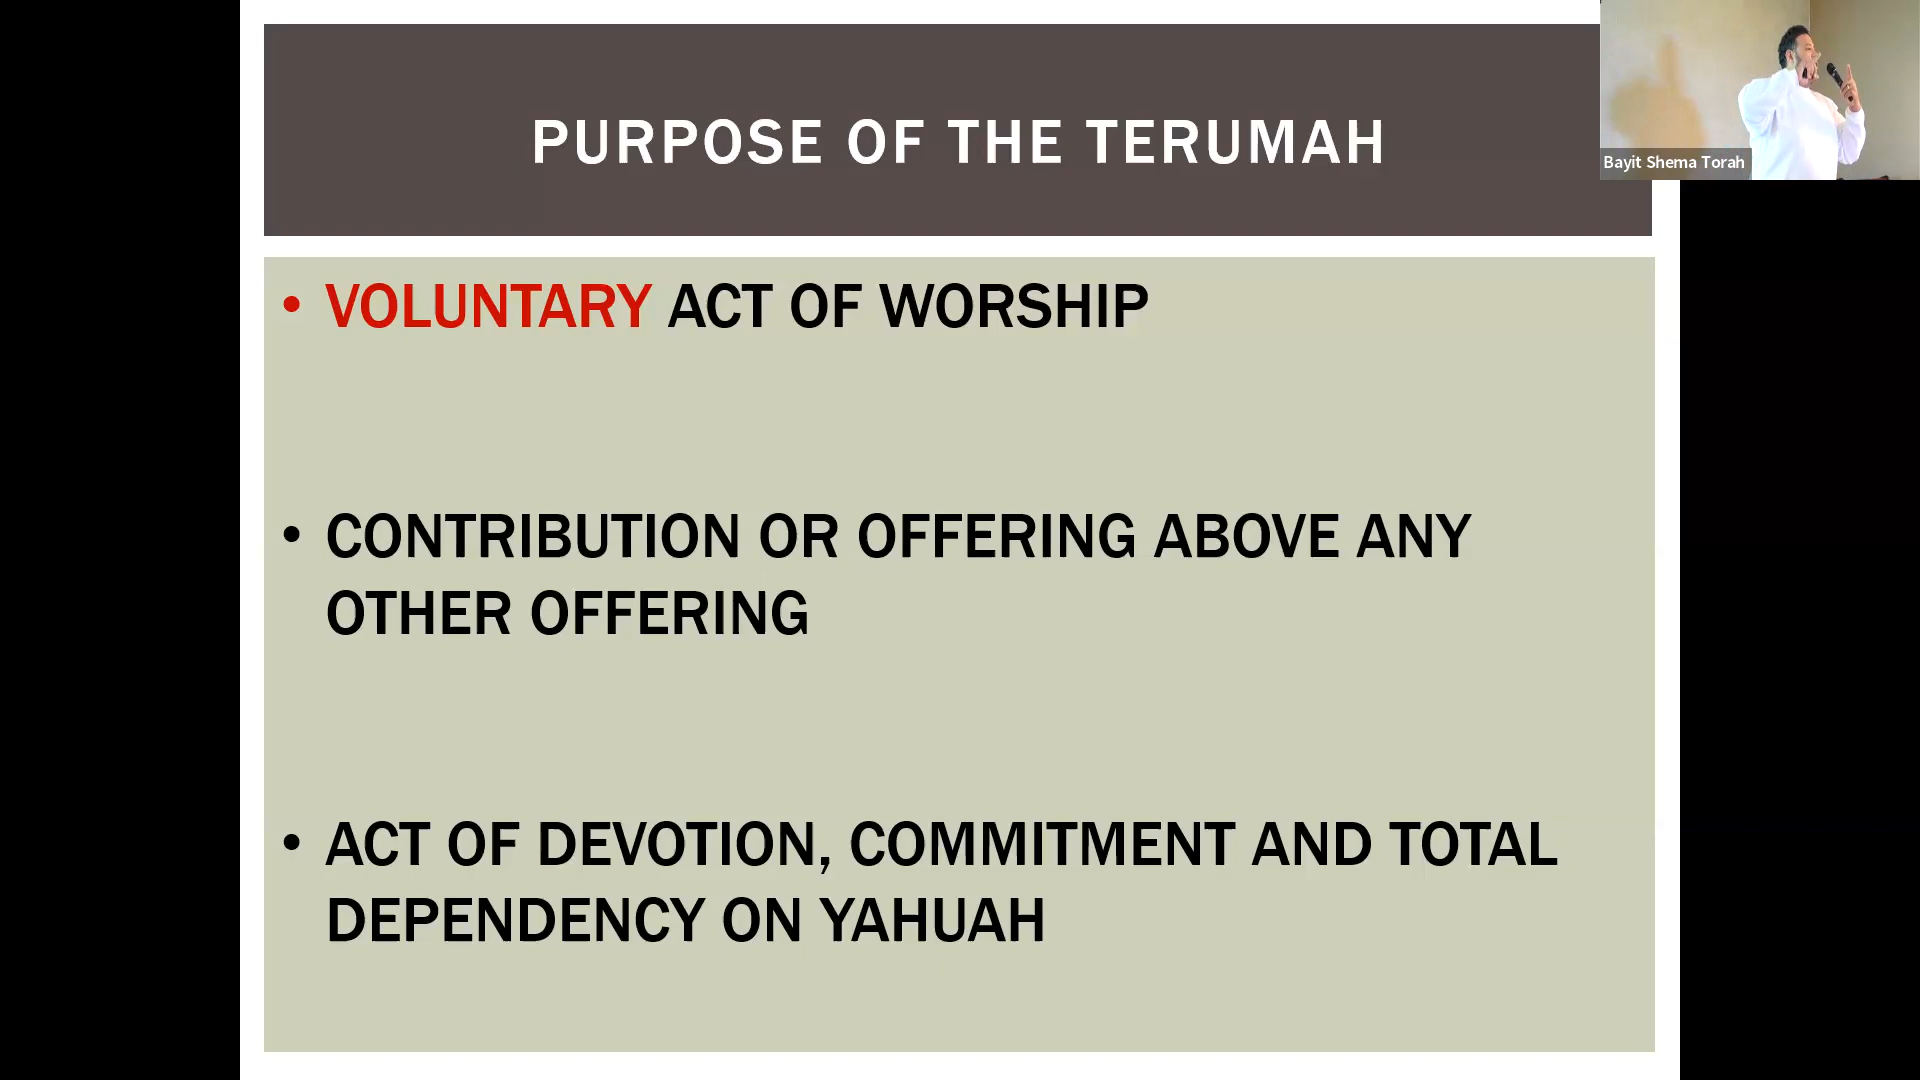 PURPOSE OF THE TERUMAH
Bayit Shema Torah
• VOLUNTARY ACT OF WORSHIP
• CONTRIBUTION OR OFFERING ABOVE ANY
OTHER OFFERING
• ACT OF DEVOTION, COMMITMENT AND TOTAL
DEPENDENCY ON YAHUAH